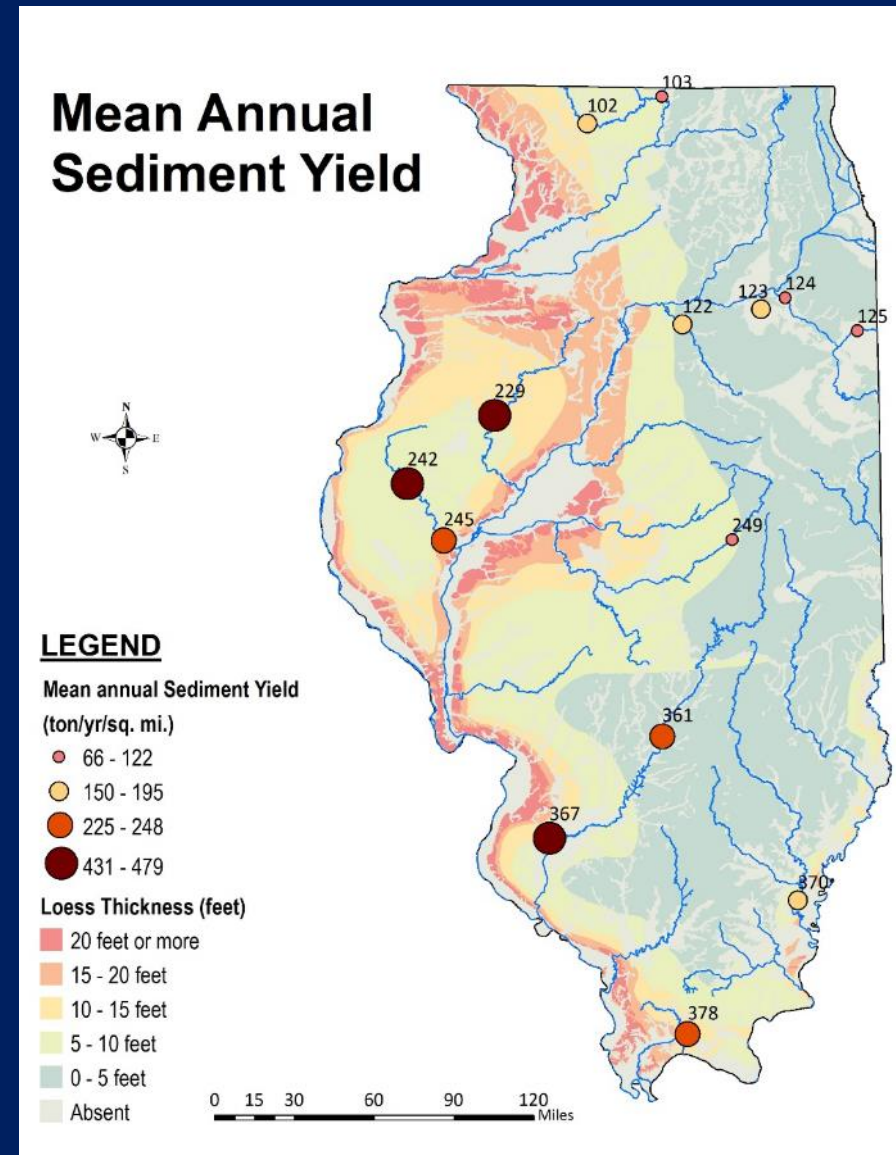 Mean Annual
Sediment Yield
103
102
124
123
122
125
229
242
245
249
361
367
370
378
N
W E
S
LEGEND
Mean annual Sediment Yield
(ton/yr/sq. mi.)
66 - 122
150 - 195
225 - 248
431 - 479
Loess Thickness (feet)
20 feet or more
15 - 20 feet
10 - 15 feet
5 - 10 feet
0 - 5 feet
Absent
0 15 30 60 90 120
Miles